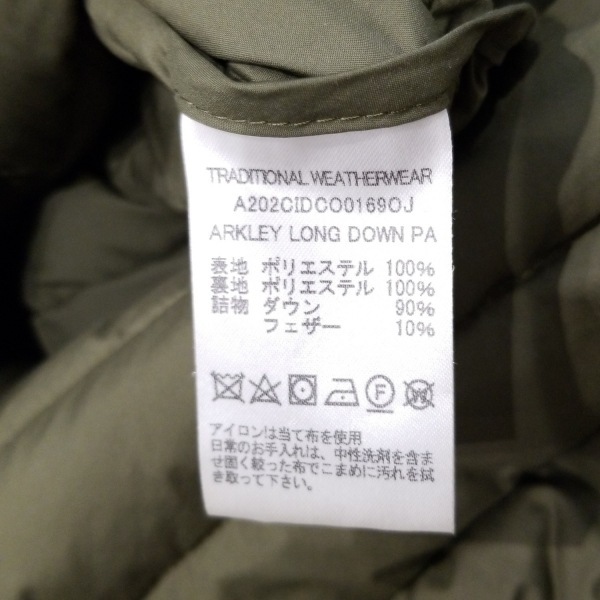 TRADITIONAL WEATHERWEAR
A202CIDCO0169OJ
ARKLEY LONG DOWN PA
表地 ポリエステル 100%
裏地 ポリエステル 100%
詰物 ダウン 90%
フェザー 10%
F
W
アイロンは当て布を使用
日常のお手入れは、中性洗剤を含ま
せ固く絞った布でこまめに汚れを拭
き取って下さい。